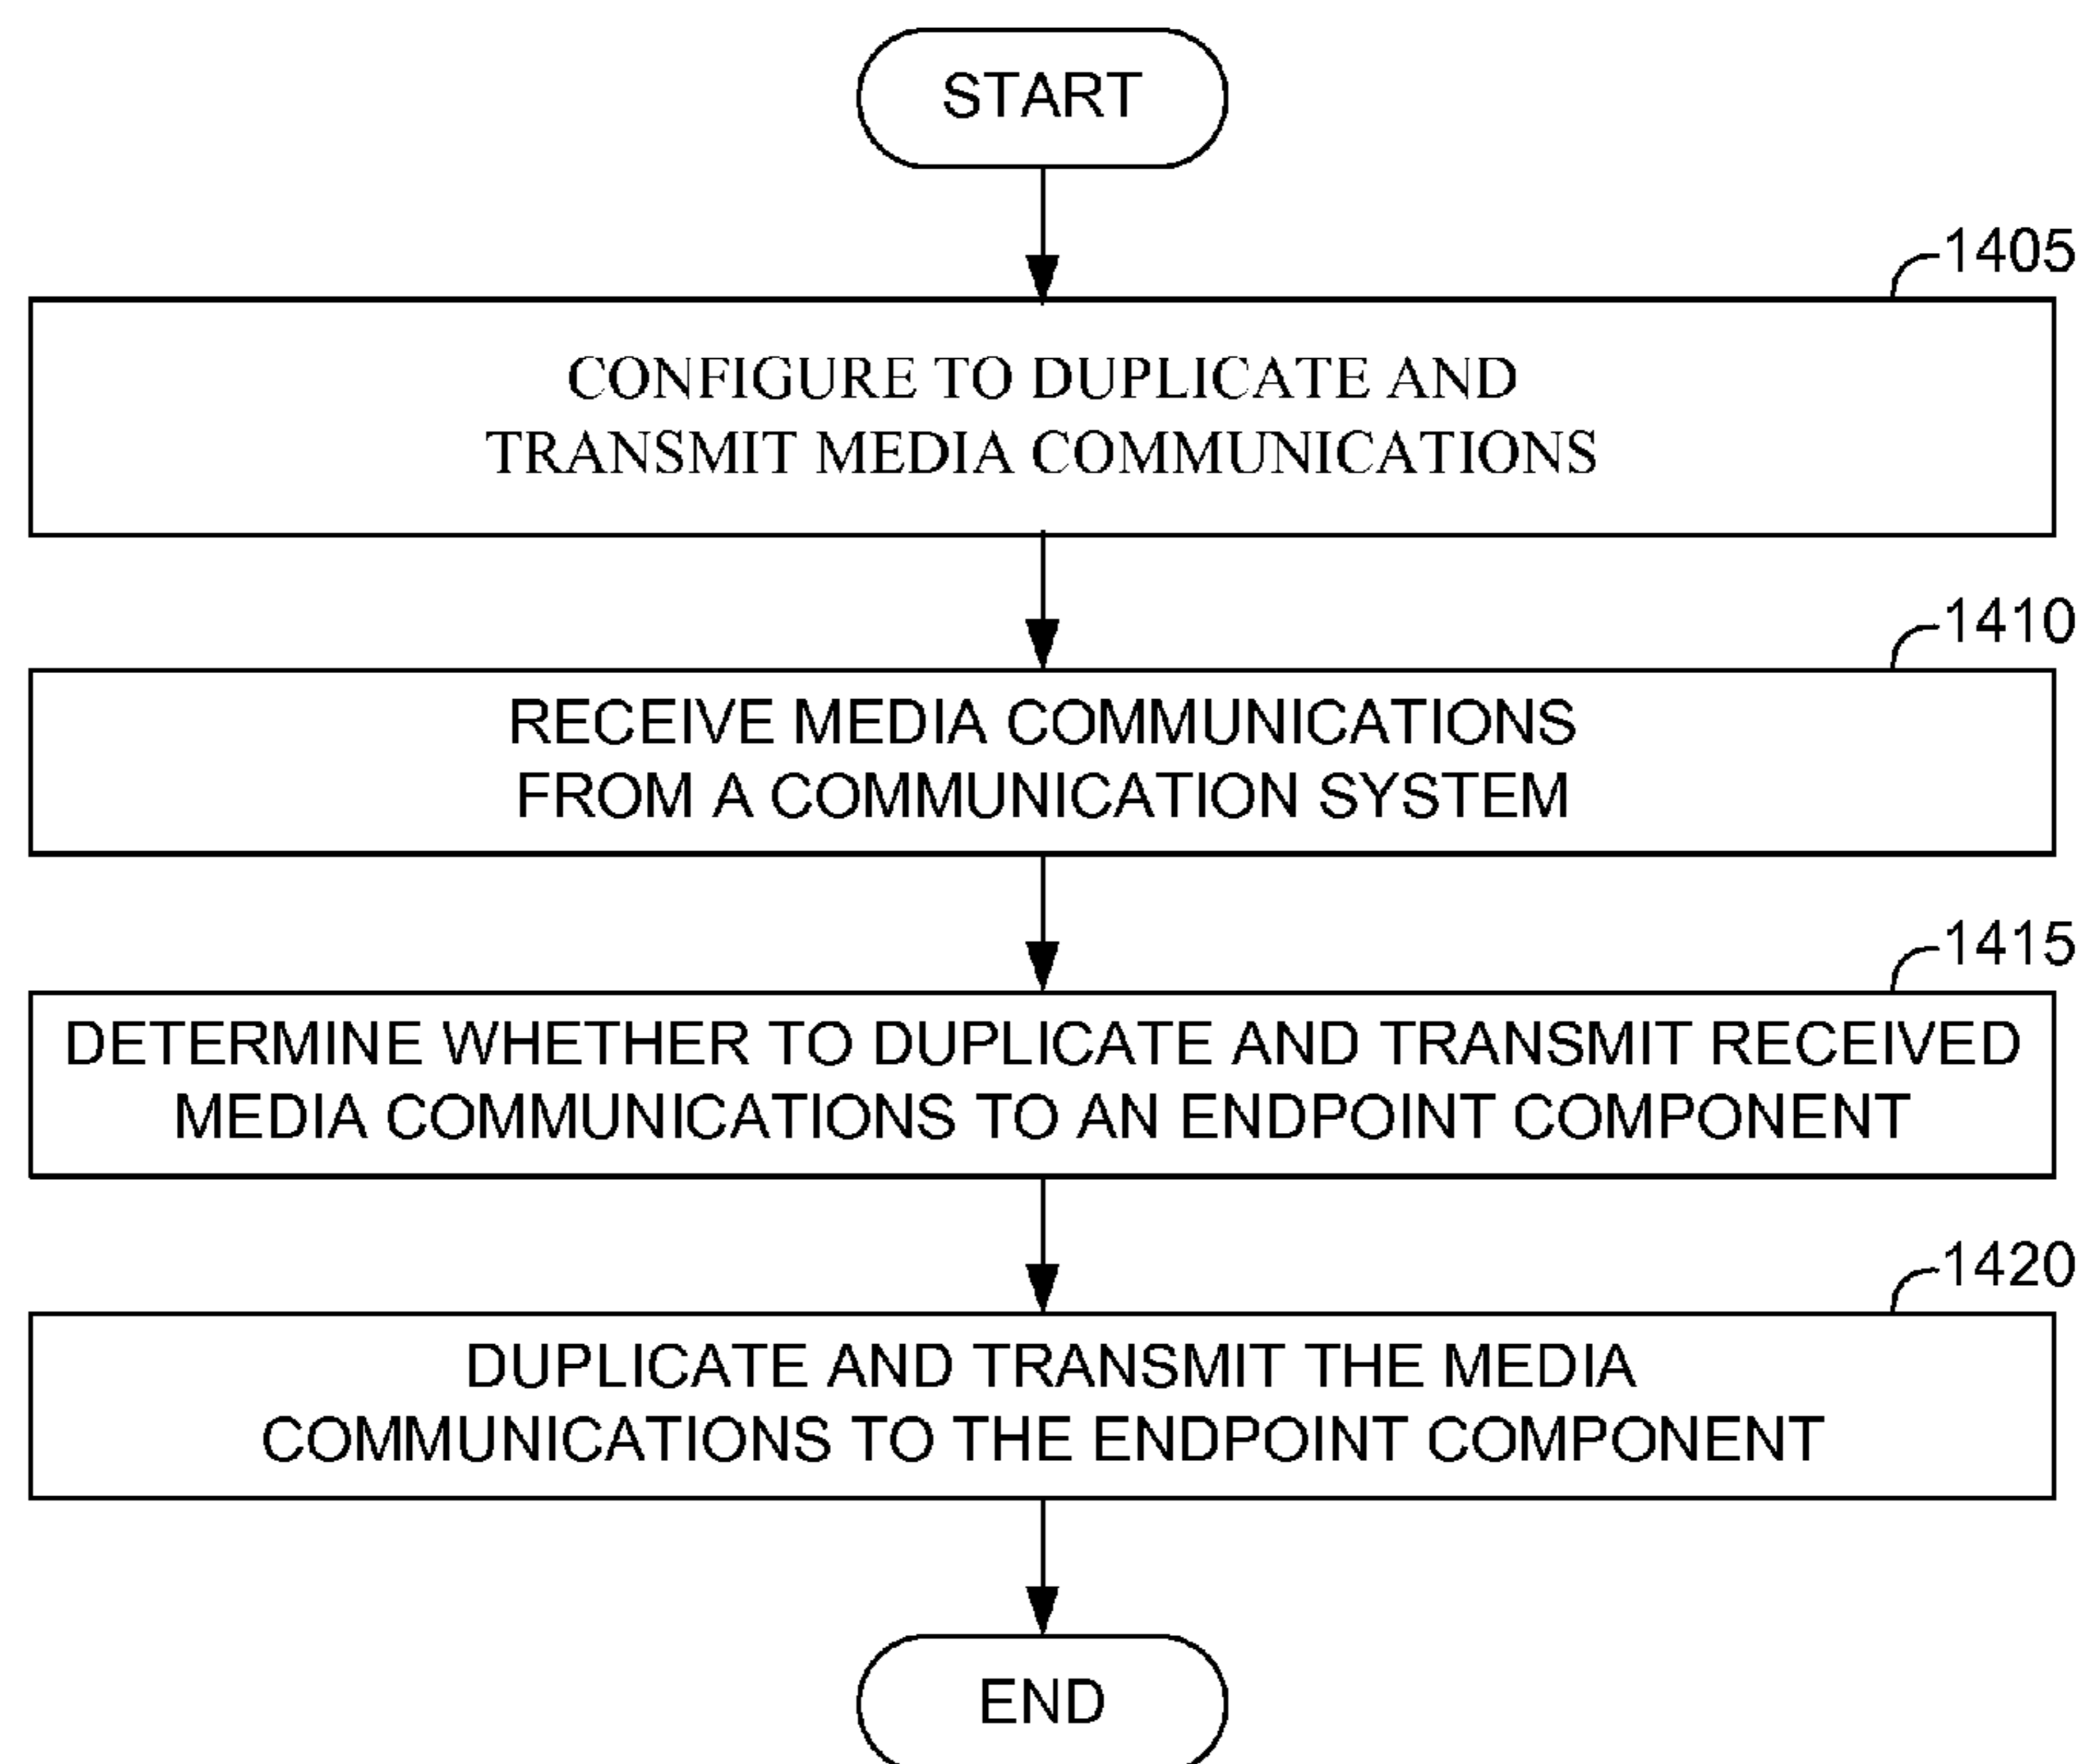 START
1405
CONFIGURE TO DUPLICATE AND
TRANSMIT MEDIA COMMUNICATIONS
1410
RECEIVE MEDIA COMMUNICATIONS
FROM A COMMUNICATION SYSTEM
1415
DETERMINE WHETHER TO DUPLICATE AND TRANSMIT RECEIVED
MEDIA COMMUNICATIONS TO AN ENDPOINT COMPONENT
1420
DUPLICATE AND TRANSMIT THE MEDIA
COMMUNICATIONS TO THE ENDPOINT COMPONENT
END